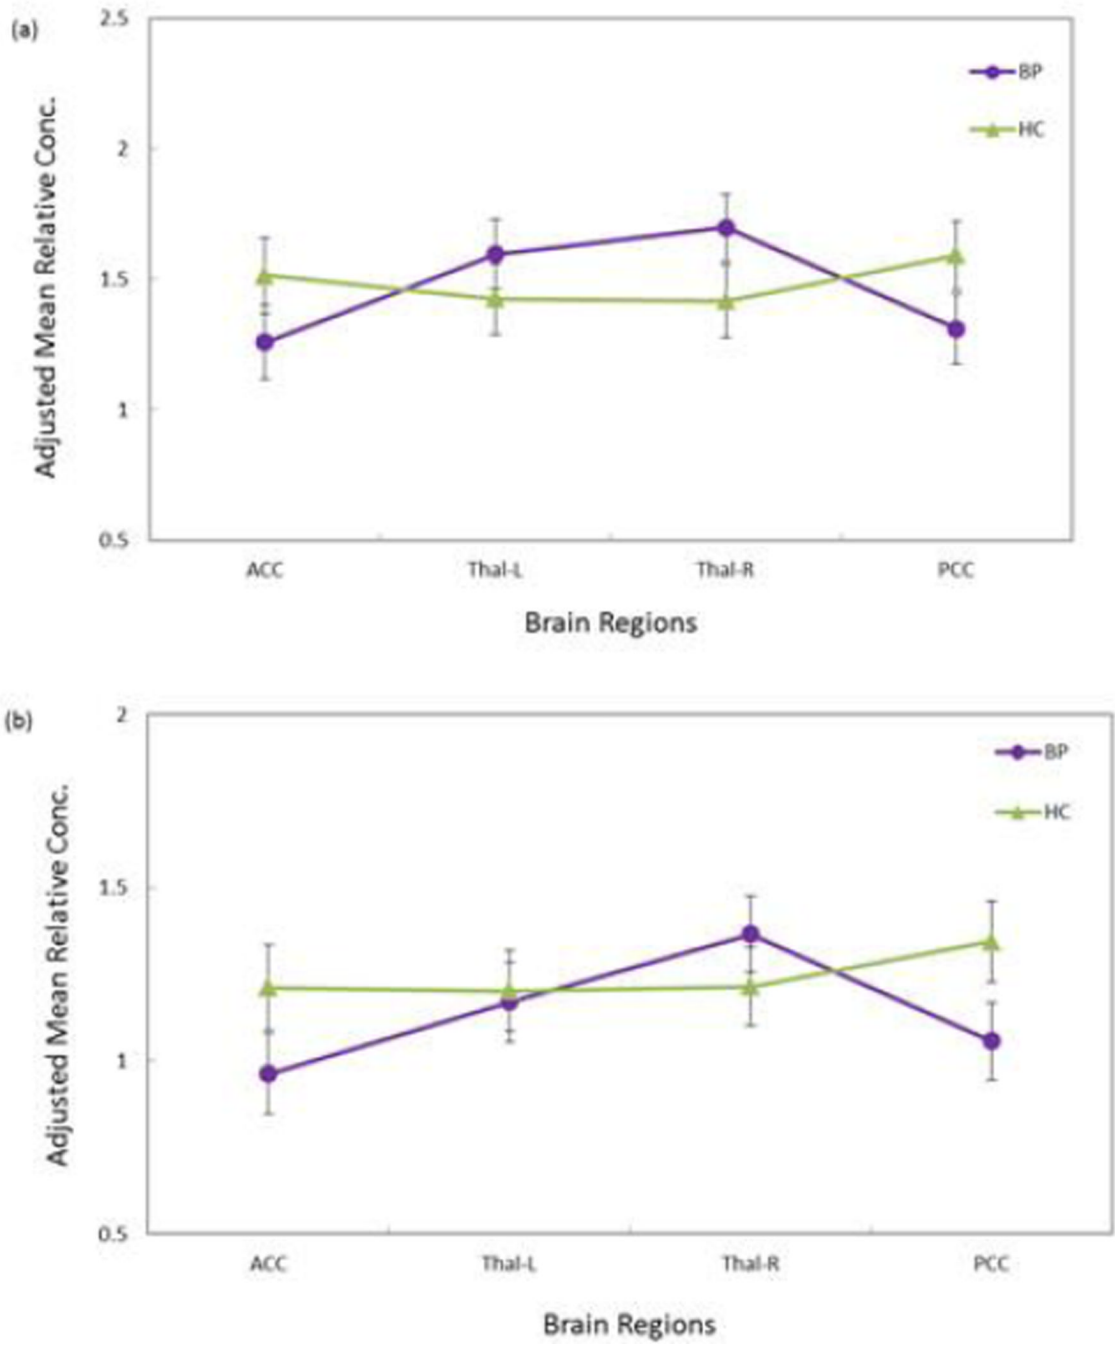 (a)
2.5
2
1.5
1
0.5
Adjusted Mean Relative Conc.
BP
HC
ACC Thal-L Thal-R PCC
Brain Regions
(b)
2
1.5
1
0.5
Adjusted Mean Relative Conc.
BP
HC
ACC Thal-L Thal-R PCC
Brain Regions